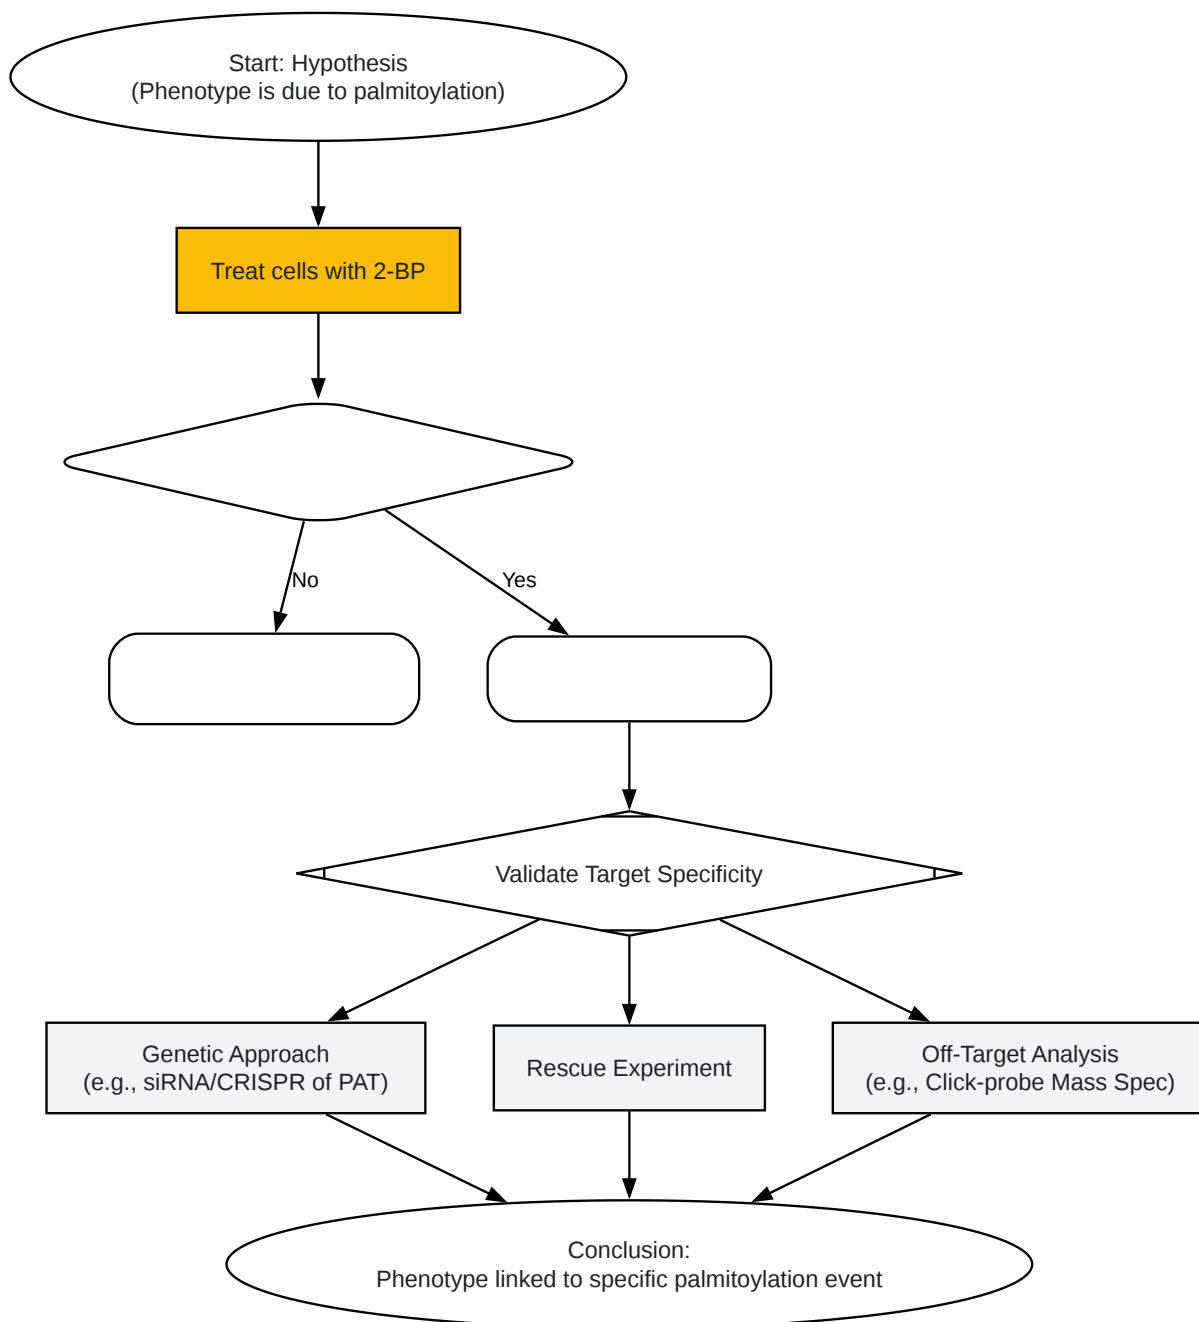 Start: Hypothesis
(Phenotype is due to palmitoylation)
Treat cells with 2-BP
No
Yes
Validate Target Specificity
Genetic Approach
(e.g., siRNA/CRISPR of PAT)
Rescue Experiment
Off-Target Analysis
(e.g., Click-probe Mass Spec)
Conclusion:
Phenotype linked to specific palmitoylation event